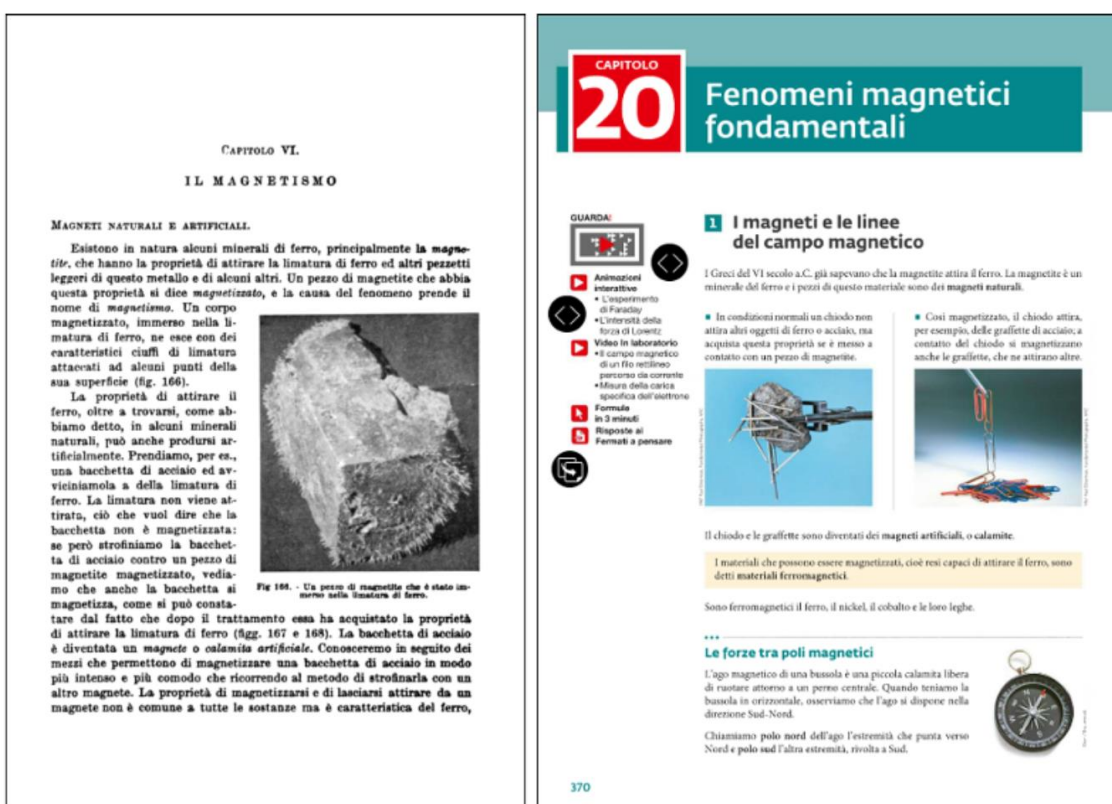 CAPITOLO VI.
IL MAGNETISMO
MAGNETI NATURALI E ARTIFICIALI.
Esistono in natura alcuni minerali di ferro, principalmente la magne-
tite, che hanno la proprietà di attirare la limatura di ferro ed altri pezzetti
leggeri di questo metallo e di alcuni altri. Un pezzo di magnetite che abbia
questa proprietà si dice magnetizzato, e la causa del fenomeno prende il
nome di magnetismo. Un corpo
magnetizzato, immerso nella li-
matura di ferro, ne esce con dei
caratteristici ciuffi di limatura
attaccati ad alcuni punti della
sua superficie (fig. 166).
La proprietà di attirare il
ferro, oltre a trovarsi, come ab-
biamo detto, in alcuni minerali
naturali, può anche prodursi ar-
tificialmente. Prendiamo, per es.,
una bacchetta di acciaio ed av-
viciniamola a della limatura di
ferro. La limatura non viene at-
tirata, ciò che vuol dire che la
bacchetta non è magnetizzata:
se però strofiniamo la bacchet-
ta di acciaio contro un pezzo di
magnetite magnetizzato, vedia-
mo che anche la bacchetta si
magnetizza, come si può consta-
Fig 166. - Un pezzo di magnetite che è stato im-
merso nella limatura di ferro.
tare dal fatto che dopo il trattamento essa ha acquistato la proprietà
di attirare la limatura di ferro (figg. 167 e 168). La bacchetta di acciaio
è diventata un magnete o calamita artificiale. Conosceremo in seguito dei
mezzi che permettono di magnetizzare una bacchetta di acciaio in modo
più intenso e più comodo che ricorrendo al metodo di strofinarla con un
altro magnete. La proprietà di magnetizzarsi e di lasciarsi attirare da un
magnete non è comune a tutte le sostanze ma è caratteristica del ferro,
CAPITOLO
20
Fenomeni magnetici
fondamentali
GUARDA!
Animazioni
interattive
• L'esperimento
di Faraday
• L'intensità della
forza di Lorentz
Video In laboratorio
• Il campo magnetico
di un filo rettilineo
percorso da corrente
• Misura della carica
specifica dell'elettrone
Formule
in 3 minuti
Risposte ai
Fermati a pensare
1 I magneti e le linee
del campo magnetico
I Greci del VI secolo a.C. già sapevano che la magnetite attira il ferro. La magnetite è un
minerale del ferro e i pezzi di questo materiale sono dei magneti naturali.
In condizioni normali un chiodo non
attira altri oggetti di ferro o acciaio, ma
acquista questa proprietà se è messo a
contatto con un pezzo di magnetite.
Così magnetizzato, il chiodo attira,
per esempio, delle graffette di acciaio; a
contatto del chiodo si magnetizzano
anche le graffette, che ne attirano altre.
Il chiodo e le graffette sono diventati dei magneti artificiali, o calamite.
I materiali che possono essere magnetizzati, cioè resi capaci di attirare il ferro, sono
detti materiali ferromagnetici.
Sono ferromagnetici il ferro, il nickel, il cobalto e le loro leghe.
Le forze tra poli magnetici
L'ago magnetico di una bussola è una piccola calamita libera
di ruotare attorno a un perno centrale. Quando teniamo la
bussola in orizzontale, osserviamo che l'ago si dispone nella
direzione Sud-Nord.
Chiamiamo polo nord dell'ago l'estremità che punta verso
Nord e polo sud l'altra estremità, rivolta a Sud.
370